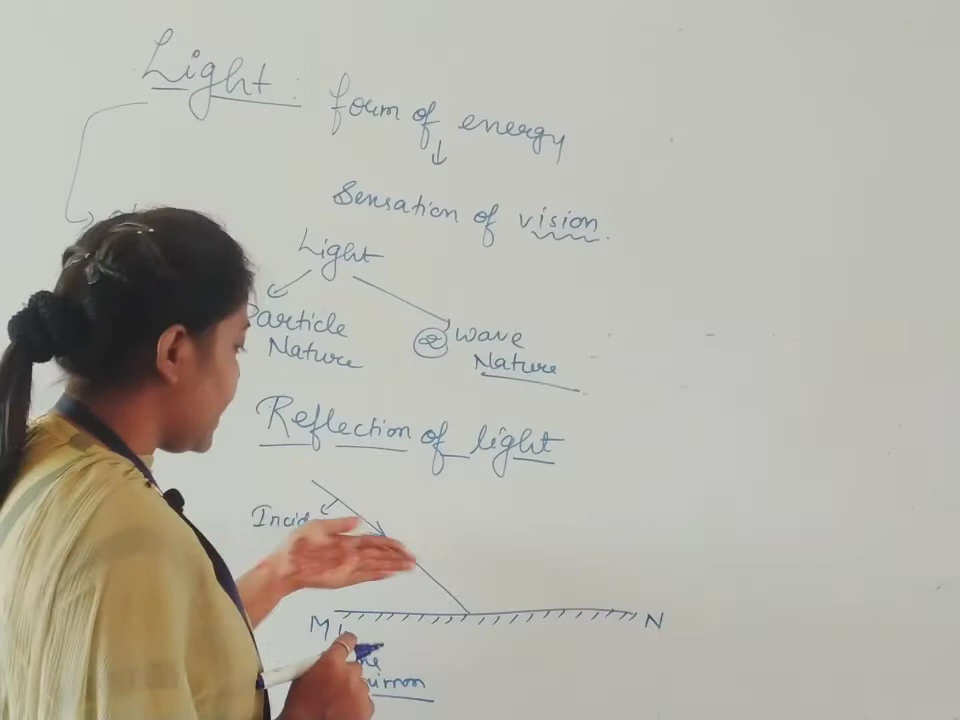 Light : form of energy
Sensation of vision.
Light
Particle Nature
wave Nature
Reflection of light
M N